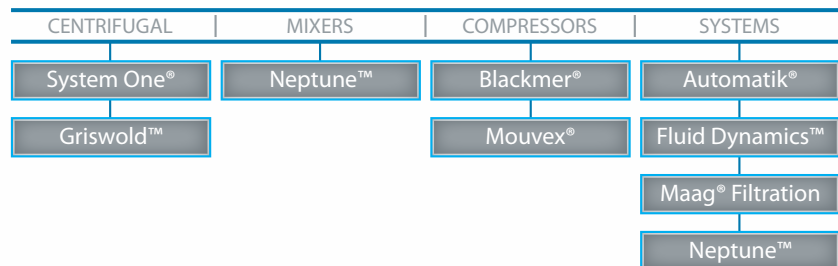 CENTRIFUGAL | MIXERS | COMPRESSORS | SYSTEMS
System One® Neptune™ Blackmer® Automatik®
Griswold™ Mouvex® Fluid Dynamics™
Maag® Filtration
Neptune™